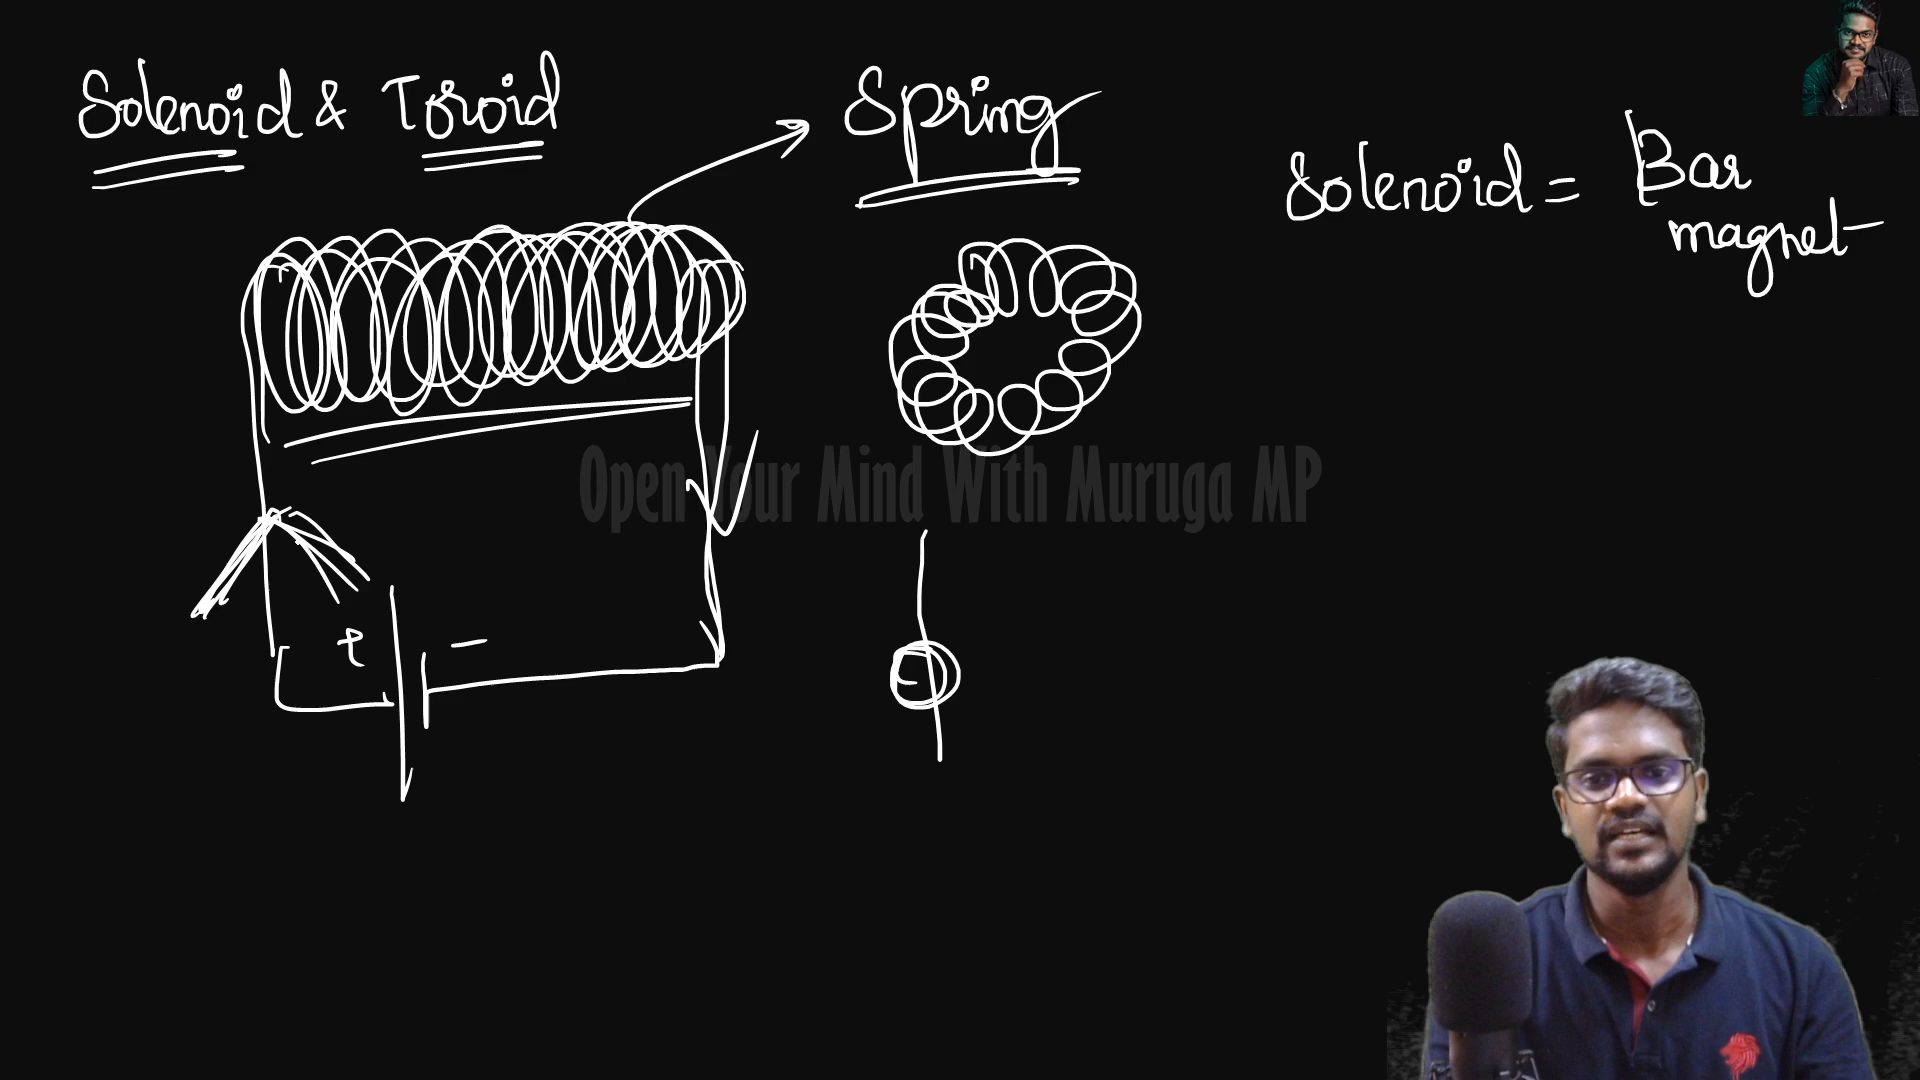 Solenoid & Toroid
Spring
Solenoid = Bar
magnet
Open Your Mind With Muruga MP
+
-